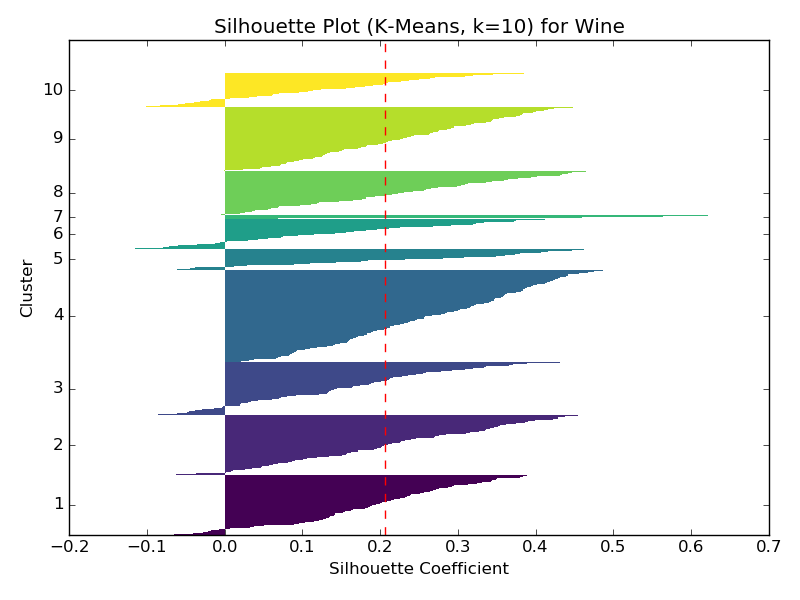 Silhouette Plot (K-Means, k=10) for Wine
10
9
8
7
6
5
4
3
2
1
Cluster
−0.2 −0.1 0.0 0.1 0.2 0.3 0.4 0.5 0.6 0.7
Silhouette Coefficient